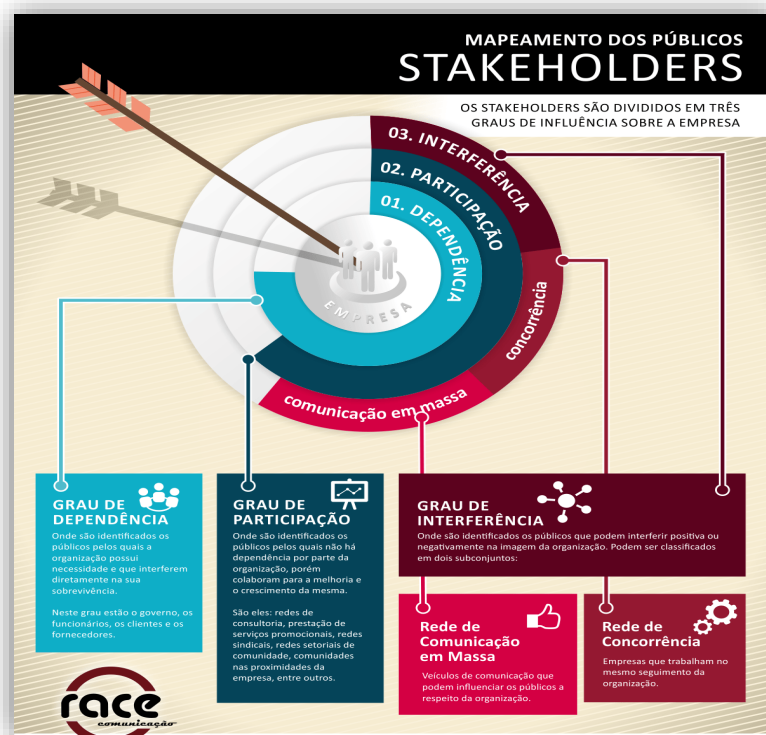 MAPEAMENTO DOS PÚBLICOS
STAKEHOLDERS
OS STAKEHOLDERS SÃO DIVIDIDOS EM TRÊS
GRAUS DE INFLUÊNCIA SOBRE A EMPRESA
03. INTERFERÊNCIA
02. PARTICIPAÇÃO
01. DEPENDÊNCIA
EMPRESA
concorrência
comunicação em massa
GRAU DE
DEPENDÊNCIA
Onde são identificados os
públicos pelos quais a
organização possui
necessidade e que interferem
diretamente na sua
sobrevivência.
Neste grau estão o governo, os
funcionários, os clientes e os
fornecedores.
GRAU DE
PARTICIPAÇÃO
Onde são identificados os
públicos pelos quais não há
dependência por parte da
organização, porém
colaboram para a melhoria e
o crescimento da mesma.
São eles: redes de
consultoria, prestação de
serviços promocionais, redes
sindicais, redes setoriais de
comunidade, comunidades
nas proximidades da
empresa, entre outros.
GRAU DE
INTERFERÊNCIA
Onde são identificados os públicos que podem interferir positiva ou
negativamente na imagem da organização. Podem ser classificados
em dois subconjuntos:
Rede de
Comunicação
em Massa
Veículos de comunicação que
podem influenciar os públicos a
respeito da organização.
Rede de
Concorrência
Empresas que trabalham no
mesmo seguimento da
organização.
race
comunicação